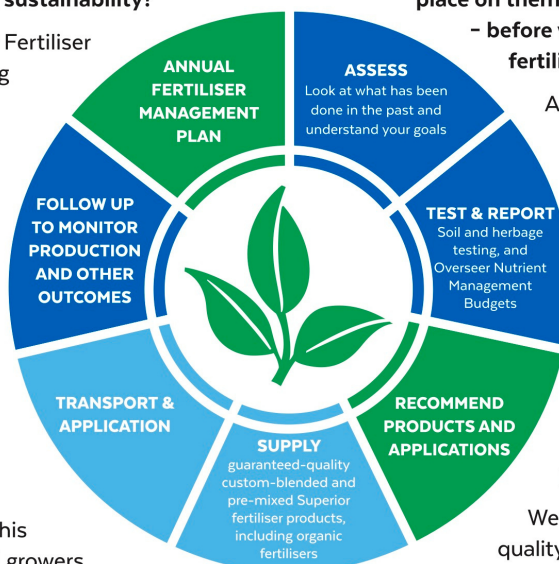 sustainability?
place on them
– before
Fertiliser
fertili
ANNUAL
FERTILISER
MANAGEMENT
PLAN
ASSESS
Look at what has been
done in the past and
understand your goals
TEST & REPORT
Soil and herbage
testing, and
Overseer Nutrient
Management
Budgets
RECOMMEND
PRODUCTS AND
APPLICATIONS
SUPPLY
guaranteed-quality
custom-blended and
pre-mixed Superior
fertiliser products,
including organic
fertilisers
TRANSPORT &
APPLICATION
FOLLOW UP
TO MONITOR
PRODUCTION
AND OTHER
OUTCOMES
his
growers
We
quality